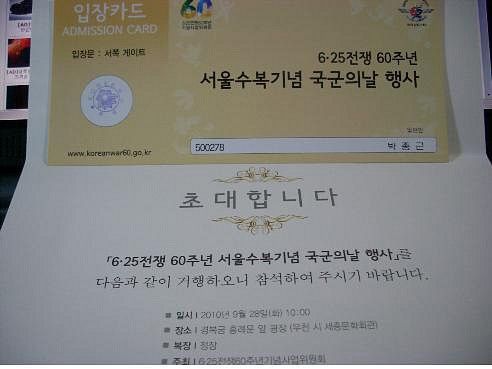 입장카드
ADMISSION CARD
입장문 : 서쪽 게이트
60
6·25전쟁 60주년
서울수복기념 국군의날 행사
500278 박종근
www.koreanwar60.go.kr
초대합니다
「6·25전쟁 60주년 서울수복기념 국군의날 행사」를
다음과 같이 거행하오니 참석하여 주시기 바랍니다.
■ 일시 | 2010년 9월 28일(화) 10:00
■ 장소 | 경복궁 흥례문 앞 광장 (우천 시 세종문화회관)
■ 복장 | 정장
■ 주최 | 6·25전쟁60주년기념사업위원회